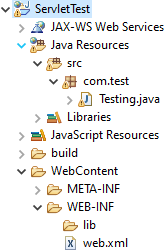 ServletTest
JAX-WS Web Services
Java Resources
src
com.test
Testing.java
Libraries
JavaScript Resources
build
WebContent
META-INF
WEB-INF
lib
web.xml